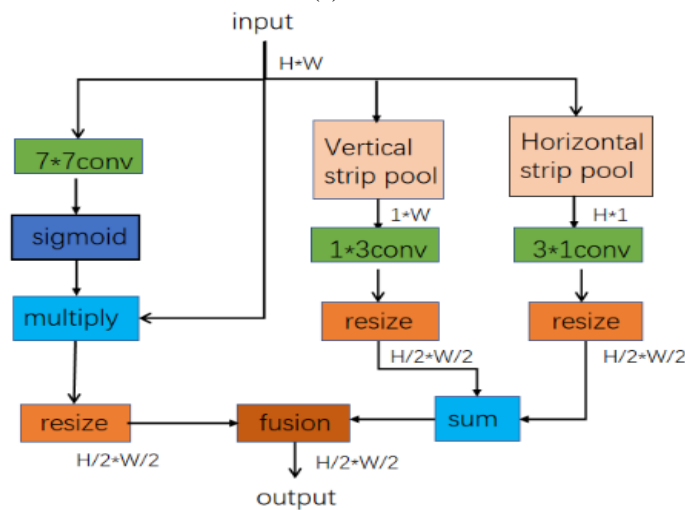 input
H*W
7*7conv
Vertical
strip pool
Horizontal
strip pool
1*W
H*1
sigmoid
1*3conv
3*1conv
multiply
resize
resize
H/2*W/2
H/2*W/2
resize
fusion
sum
H/2*W/2
H/2*W/2
output